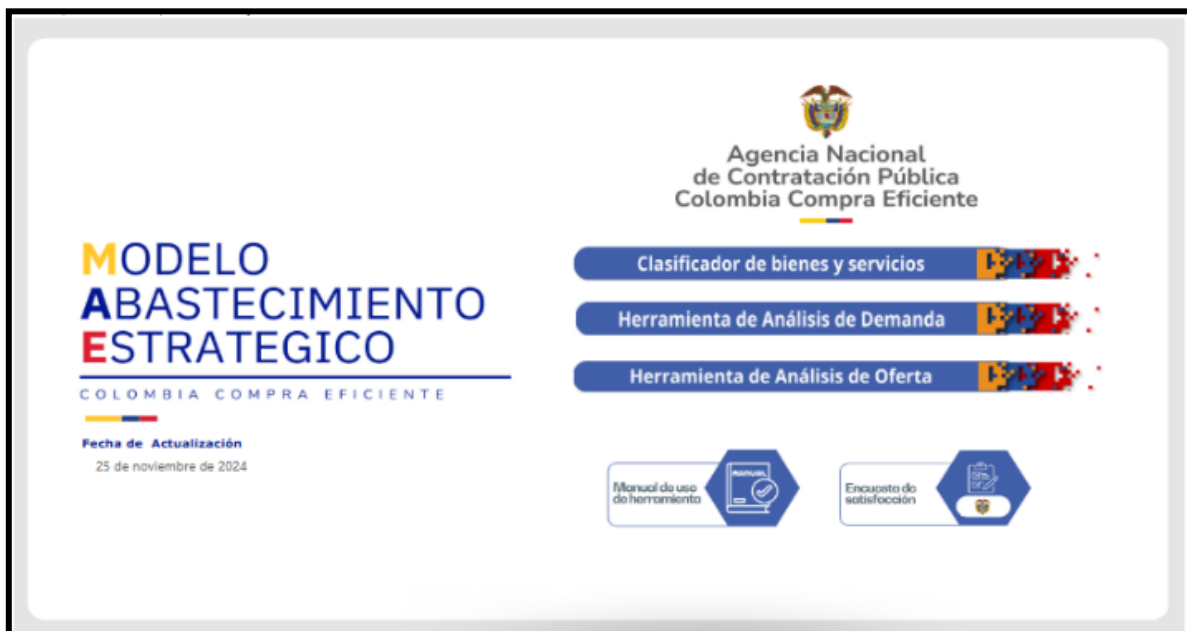 MODELO
ABASTECIMIENTO
ESTRATEGICO
COLOMBIA COMPRA EFICIENTE
Fecha de Actualización
25 de noviembre de 2024
Agencia Nacional
de Contratación Pública
Colombia Compra Eficiente
Clasificador de bienes y servicios
Herramienta de Análisis de Demanda
Herramienta de Análisis de Oferta
Manual de uso
de herramienta
MANUAL
Encuesta de
satisfacción